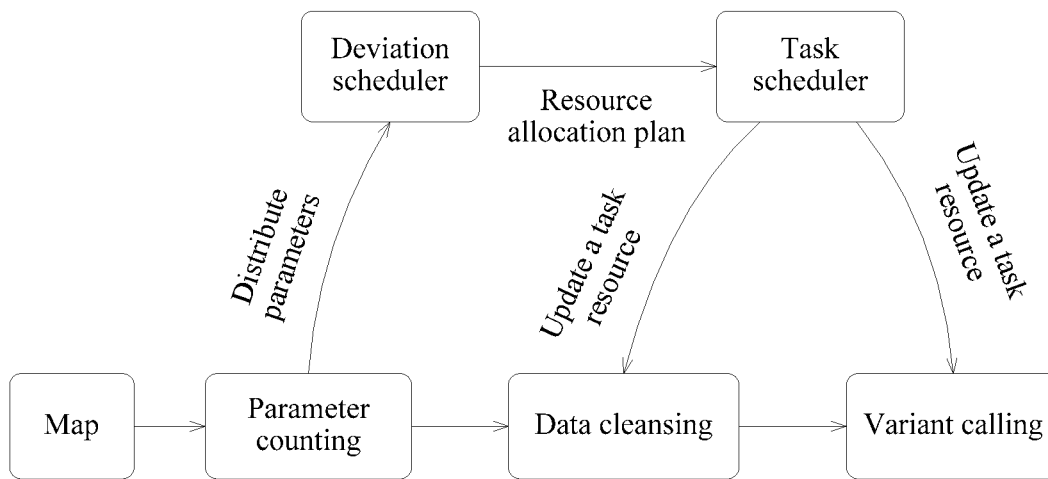 Deviation
scheduler
Task
scheduler
Resource
allocation plan
Distribute
parameters
Update a task
resource
Update a task
resource
Map
Parameter
counting
Data cleansing
Variant calling